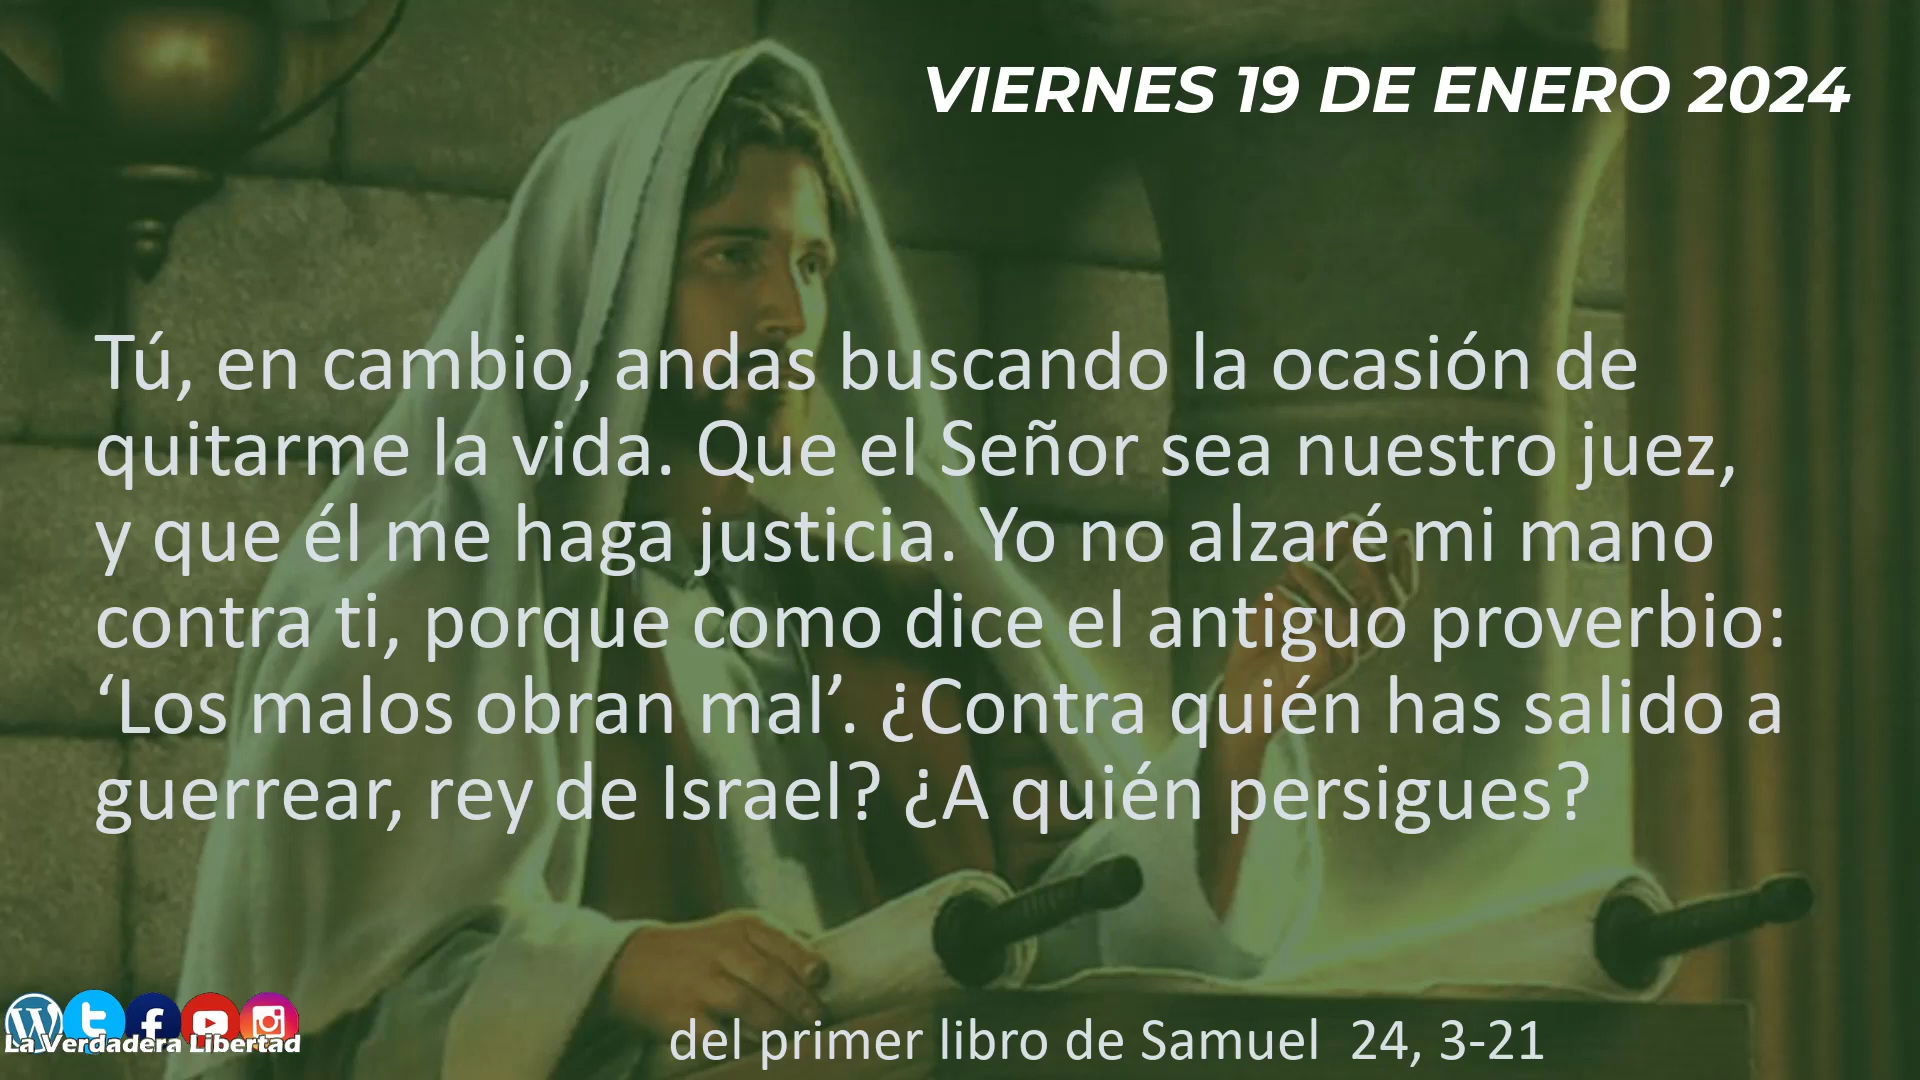 VIERNES 19 DE ENERO 2024
Tú, en cambio, andas buscando la ocasión de
quitarme la vida. Que el Señor sea nuestro juez,
y que él me haga justicia. Yo no alzaré mi mano
contra ti, porque como dice el antiguo proverbio:
‘Los malos obran mal’. ¿Contra quién has salido a
guerrear, rey de Israel? ¿A quién persigues?
La Verdadera Libertad
del primer libro de Samuel  24, 3-21